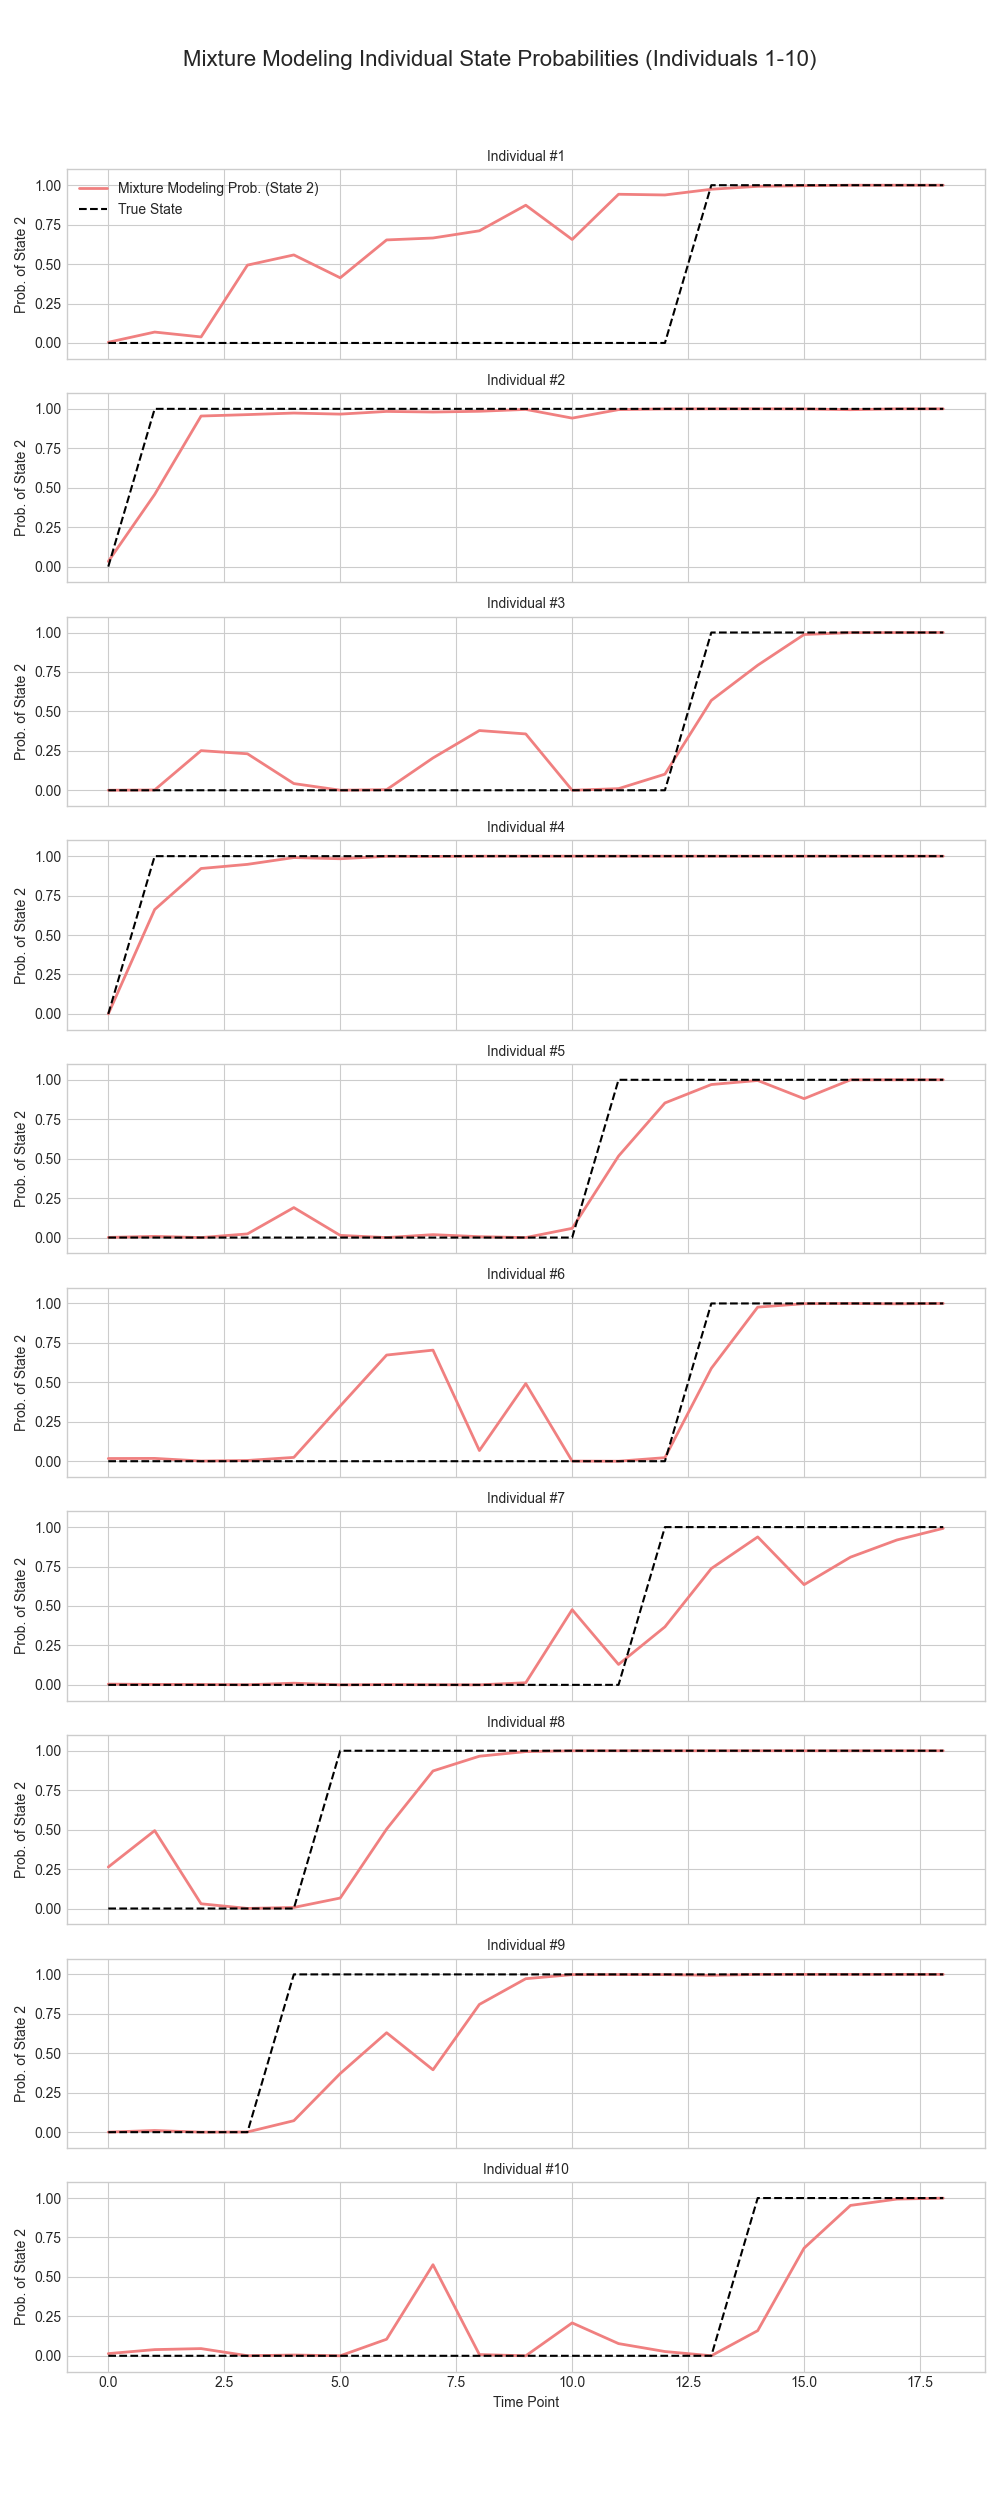 Mixture Modeling Individual State Probabilities (Individuals 1-10)
Individual #1
1.00
0.75
0.50
0.25
0.00
Prob. of State 2
Mixture Modeling Prob. (State 2)
True State
Individual #2
1.00
0.75
0.50
0.25
0.00
Prob. of State 2
Individual #3
1.00
0.75
0.50
0.25
0.00
Prob. of State 2
Individual #4
1.00
0.75
0.50
0.25
0.00
Prob. of State 2
Individual #5
1.00
0.75
0.50
0.25
0.00
Prob. of State 2
Individual #6
1.00
0.75
0.50
0.25
0.00
Prob. of State 2
Individual #7
1.00
0.75
0.50
0.25
0.00
Prob. of State 2
Individual #8
1.00
0.75
0.50
0.25
0.00
Prob. of State 2
Individual #9
1.00
0.75
0.50
0.25
0.00
Prob. of State 2
Individual #10
1.00
0.75
0.50
0.25
0.00
Prob. of State 2
0.0 2.5 5.0 7.5 10.0 12.5 15.0 17.5
Time Point